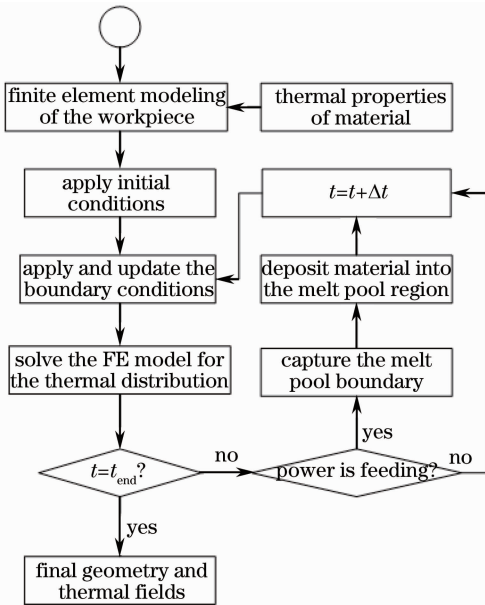 finite element modeling
of the workpiece
thermal properties
of material
apply initial
conditions
t=t+Δt
apply and update the
boundary conditions
deposit material into
the melt pool region
solve the FE model for
the thermal distribution
capture the melt
pool boundary
t=t_end?
no
power is feeding?
no
yes
yes
final geometry and
thermal fields